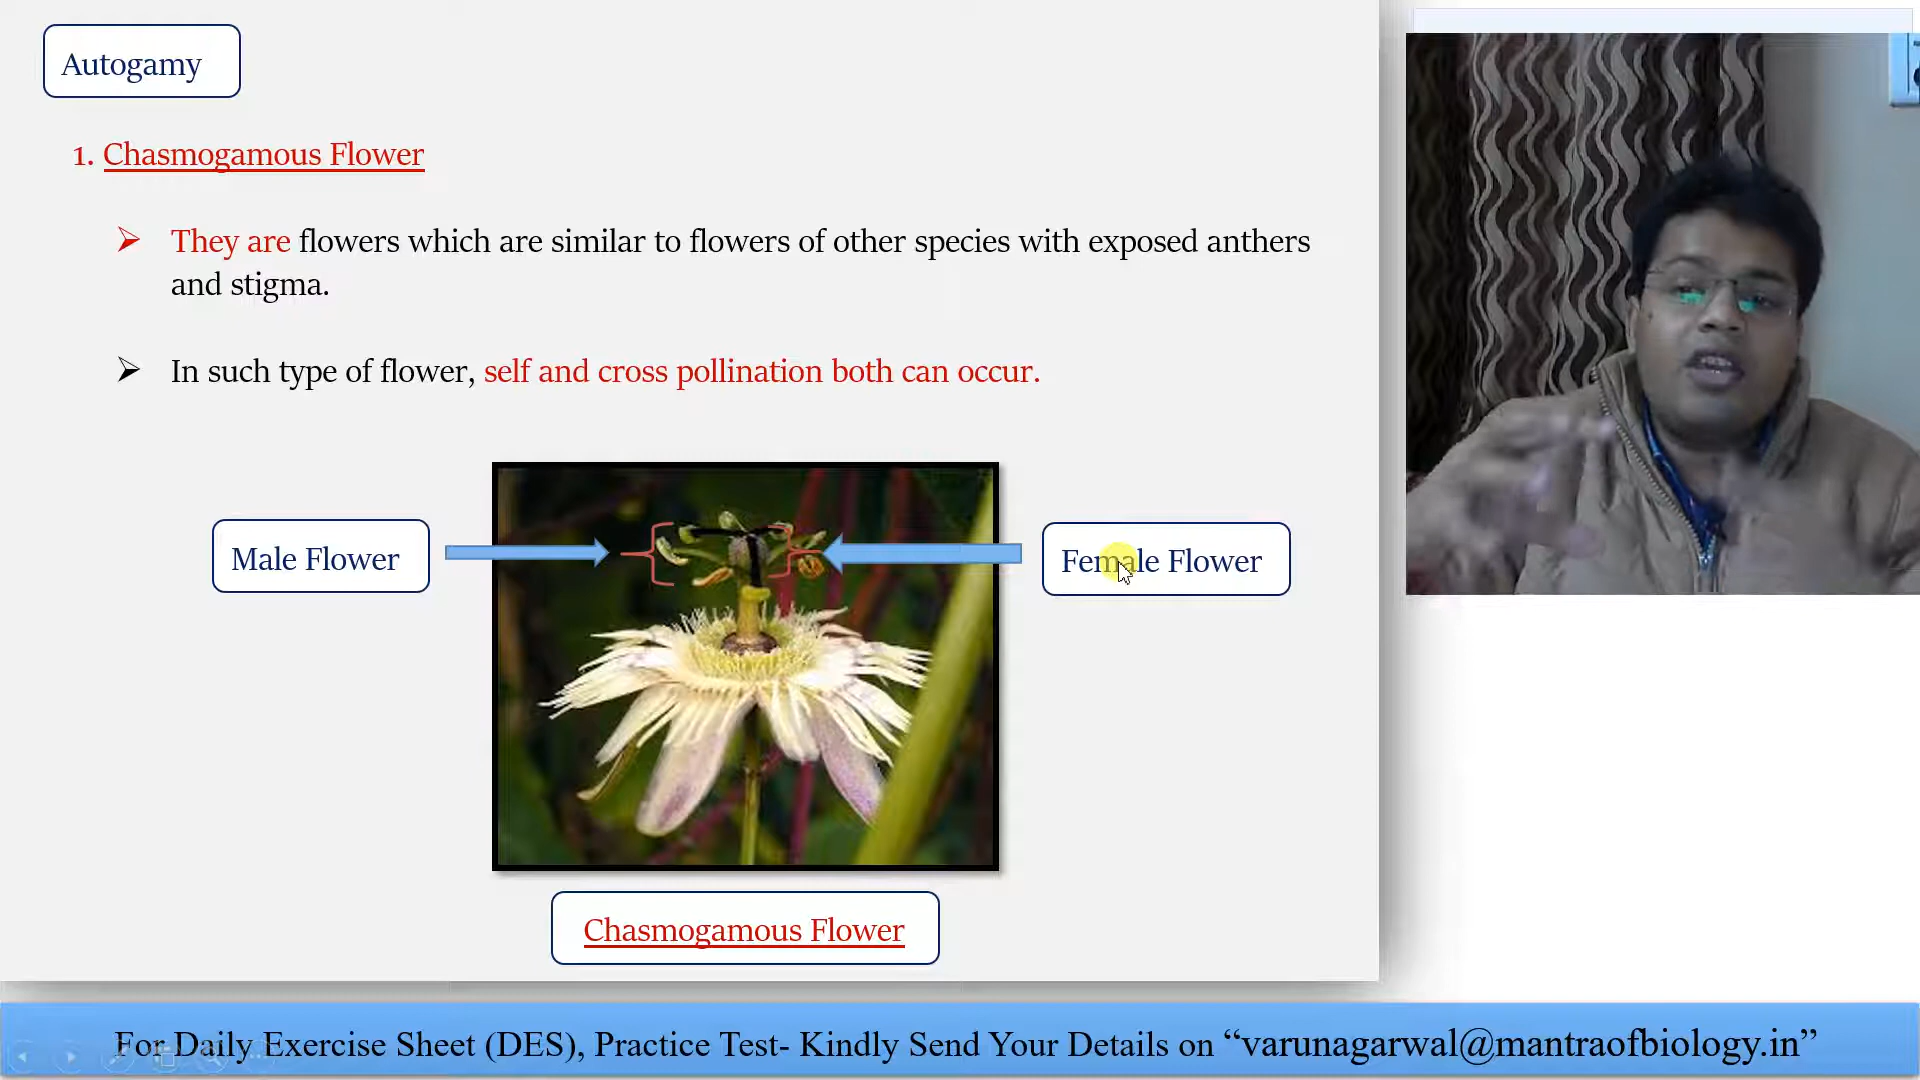 Autogamy
1. Chasmogamous Flower
They are flowers which are similar to flowers of other species with exposed anthers
and stigma.
In such type of flower, self and cross pollination both can occur.
Male Flower
Female Flower
Chasmogamous Flower
For Daily Exercise Sheet (DES), Practice Test- Kindly Send Your Details on “varunagarwal@mantraofbiology.in”